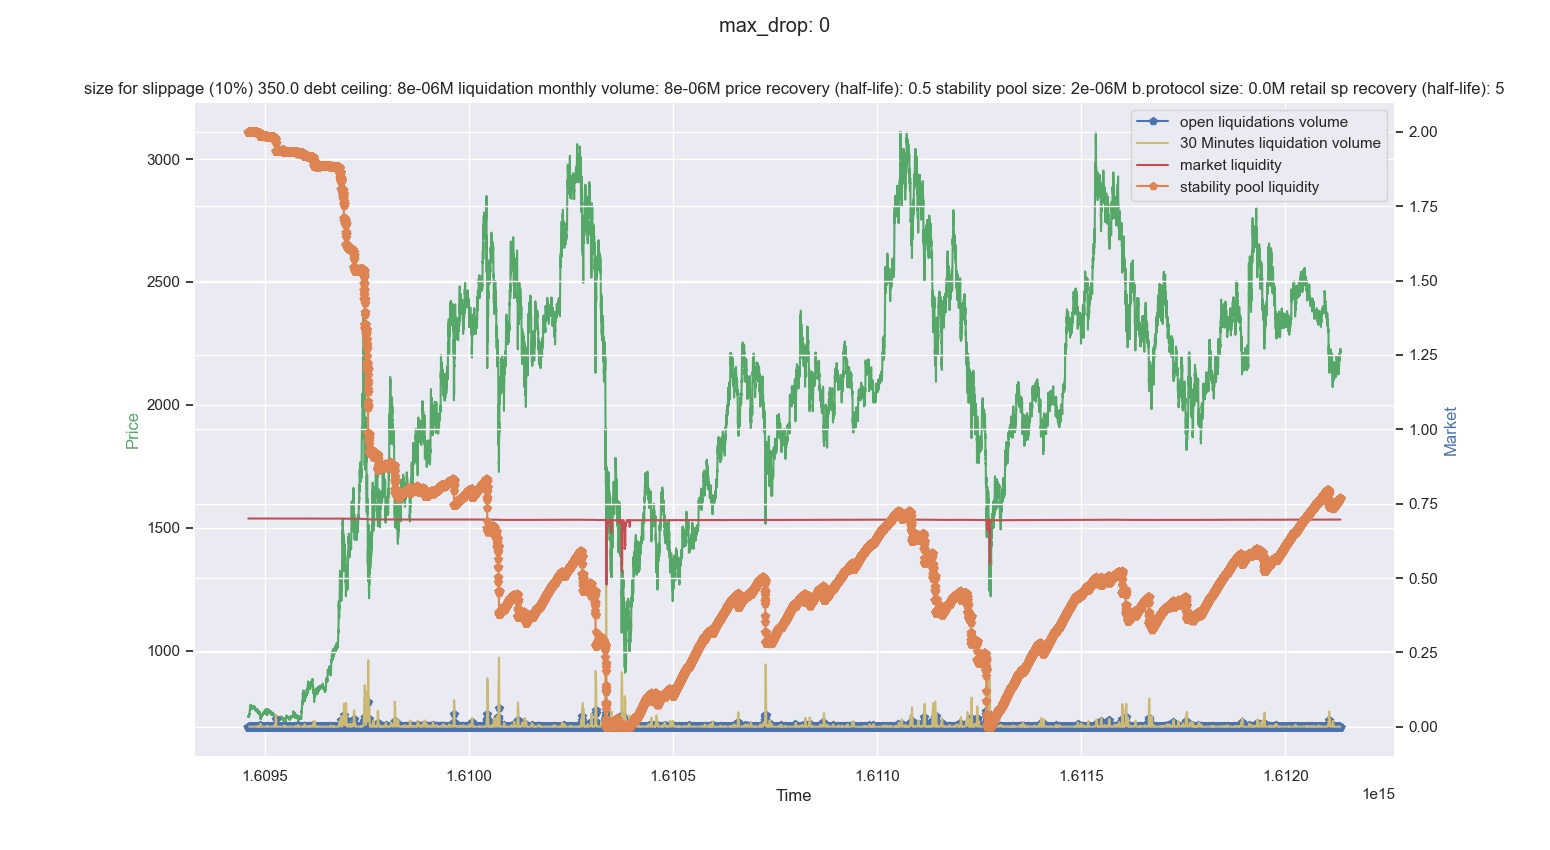 max_drop: 0
size for slippage (10%) 350.0 debt ceiling: 8e-06M liquidation monthly volume: 8e-06M price recovery (half-life): 0.5 stability pool size: 2e-06M b.protocol size: 0.0M retail sp recovery (half-life): 5
open liquidations volume
30 Minutes liquidation volume
market liquidity
stability pool liquidity
3000
2500
2000
1500
1000
Price
2.00
1.75
1.50
1.25
1.00
0.75
0.50
0.25
0.00
Market
1.6095 1.6100 1.6105 1.6110 1.6115 1.6120
Time
1e15